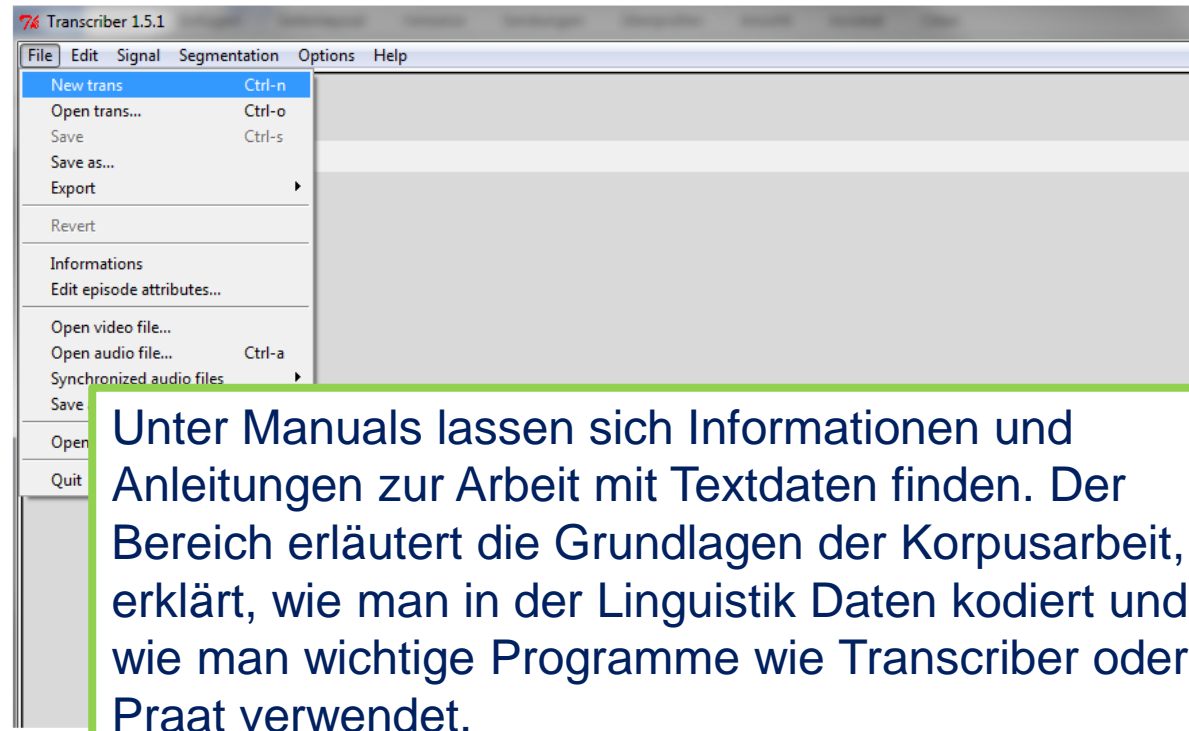 Transcriber 1.5.1
File Edit Signal Segmentation Options Help
New trans Ctrl-n
Open trans... Ctrl-o
Save Ctrl-s
Save as...
Export
Revert
Informations
Edit episode attributes...
Open video file...
Open audio file... Ctrl-a
Synchronized audio files
Save
Open
Quit
Unter Manuals lassen sich Informationen und
Anleitungen zur Arbeit mit Textdaten finden. Der
Bereich erläutert die Grundlagen der Korpusarbeit,
erklärt, wie man in der Linguistik Daten kodiert und
wie man wichtige Programme wie Transcriber oder
Praat verwendet.